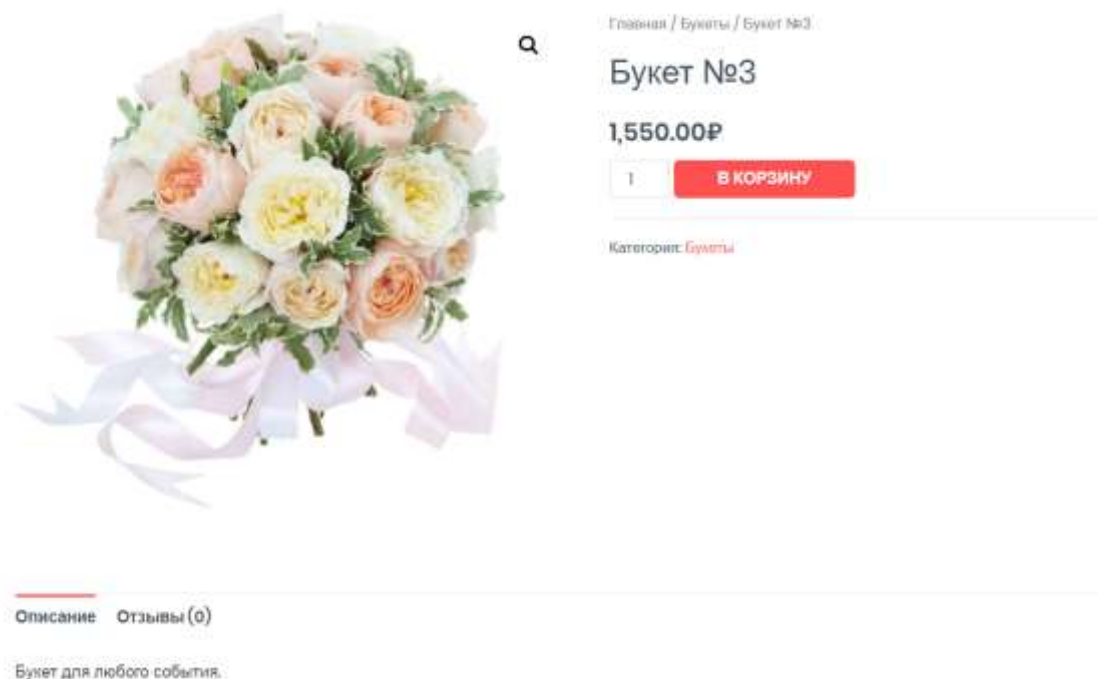 Главная / Букеты / Букет №3
Букет №3
1,550.00₽
1
В КОРЗИНУ
Категория: Букеты
Описание
Отзывы (0)
Букет для любого события.